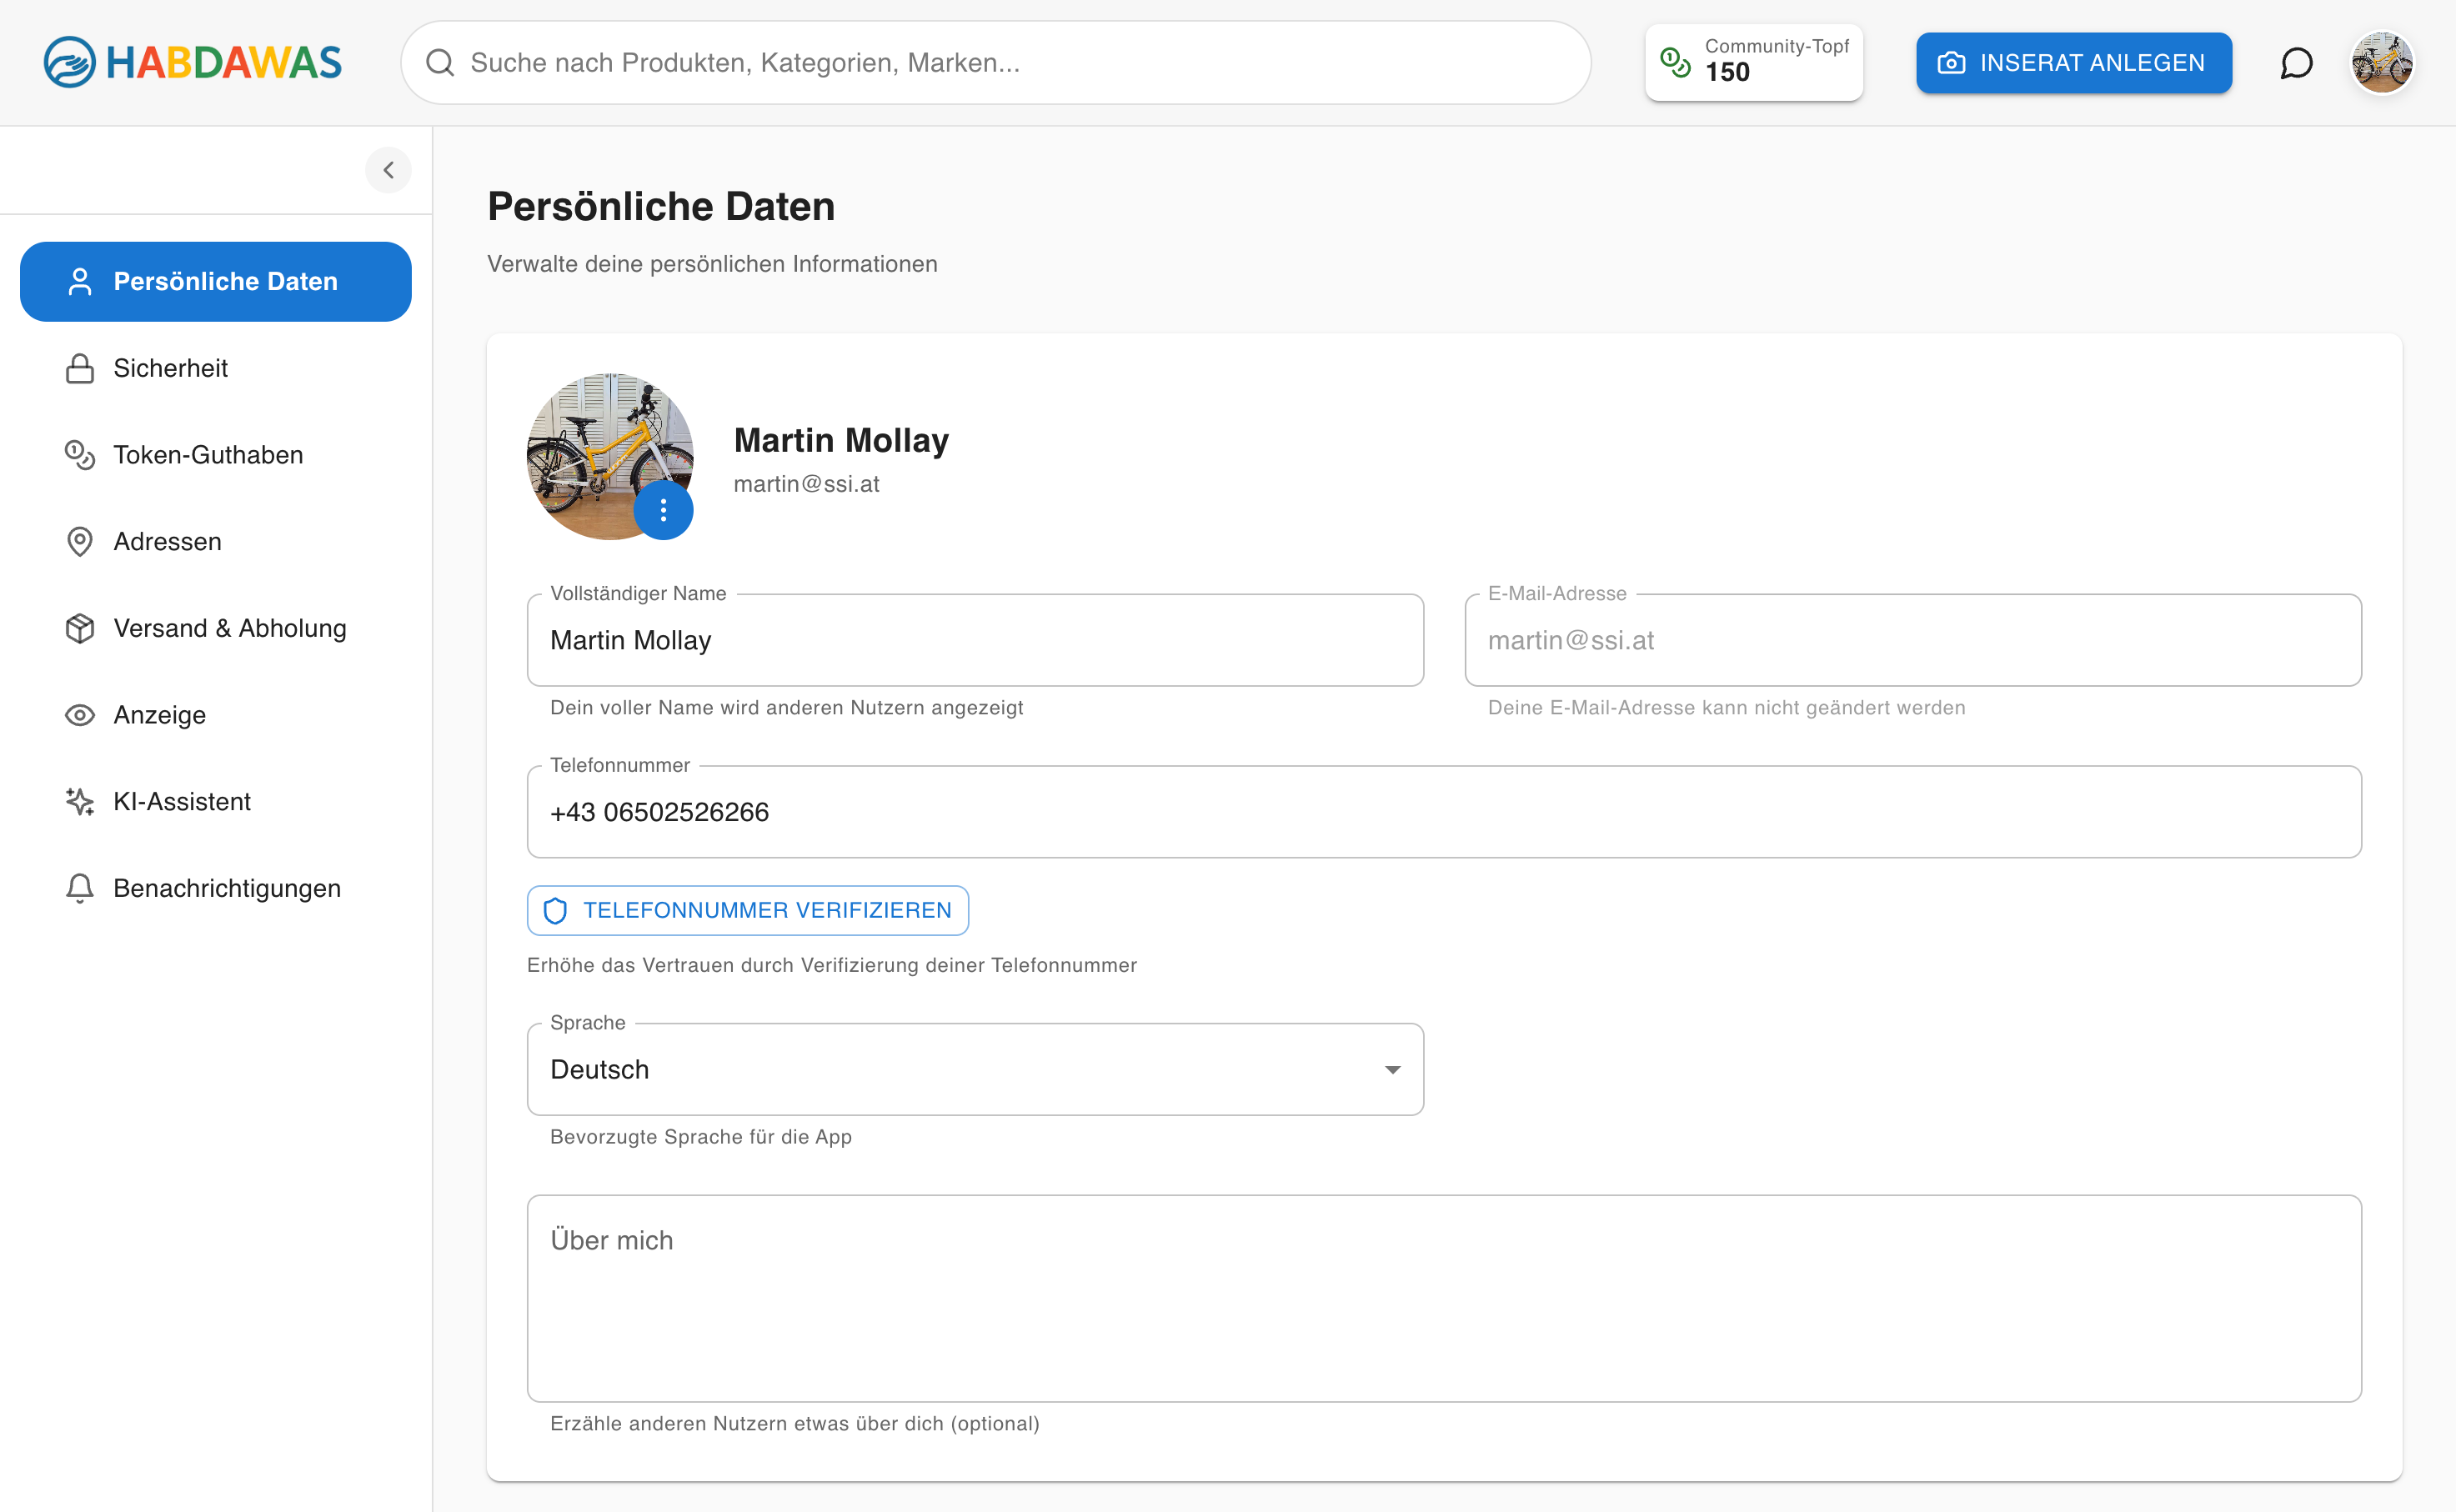 HABDAWAS
Suche nach Produkten, Kategorien, Marken...
Community-Topf
150
INSERAT ANLEGEN
Persönliche Daten
Sicherheit
Token-Guthaben
Adressen
Versand & Abholung
Anzeige
KI-Assistent
Benachrichtigungen
Persönliche Daten
Verwalte deine persönlichen Informationen
Martin Mollay
martin@ssi.at
Vollständiger Name
Martin Mollay
Dein voller Name wird anderen Nutzern angezeigt
E-Mail-Adresse
martin@ssi.at
Deine E-Mail-Adresse kann nicht geändert werden
Telefonnummer
+43 06502526266
TELEFONNUMMER VERIFIZIEREN
Erhöhe das Vertrauen durch Verifizierung deiner Telefonnummer
Sprache
Deutsch
Bevorzugte Sprache für die App
Über mich
Erzähle anderen Nutzern etwas über dich (optional)